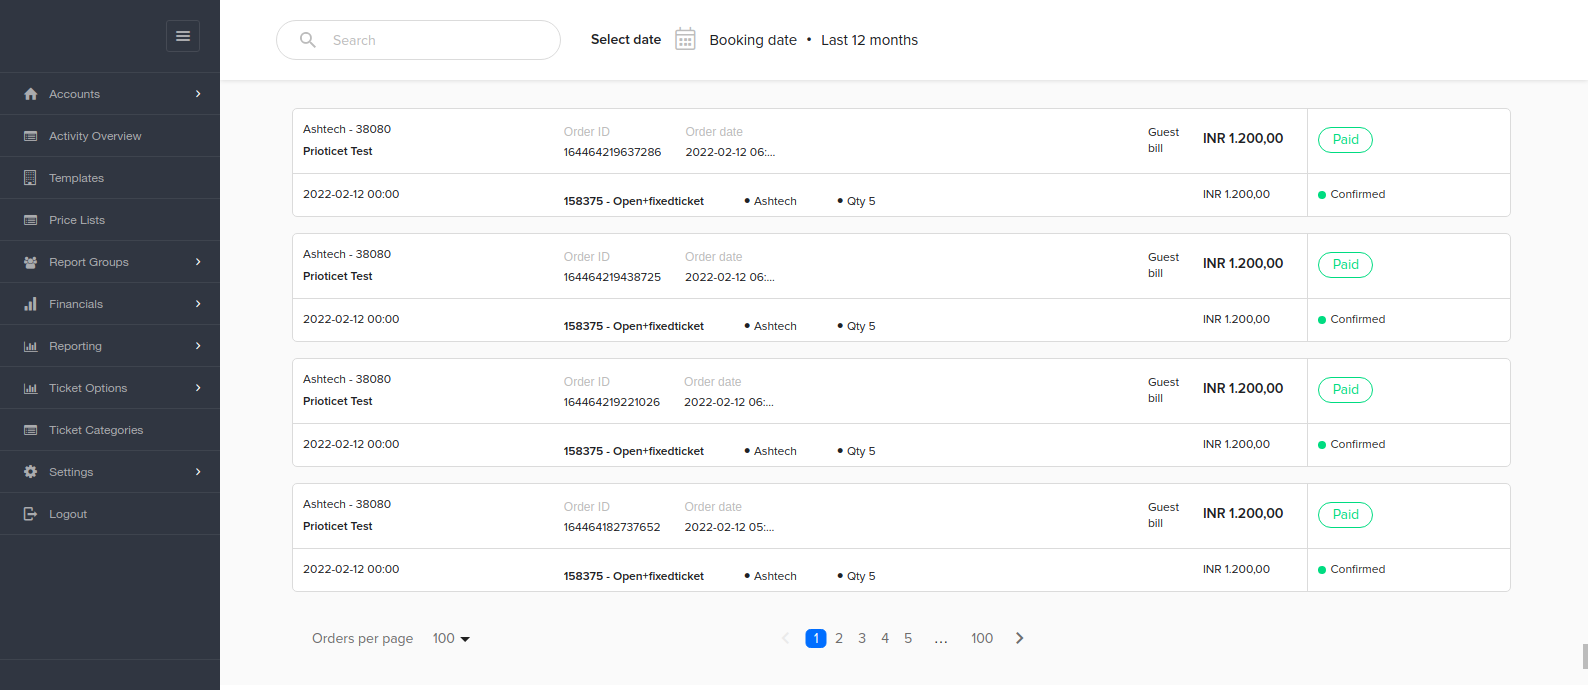 Search
Select date
Booking date • Last 12 months
Accounts
Activity Overview
Templates
Price Lists
Report Groups
Financials
Reporting
Ticket Options
Ticket Categories
Settings
Logout
Ashtech - 38080
Prioticet Test
Order ID
164464219637286
Order date
2022-02-12 06:...
Guest
bill
INR 1.200,00
Paid
2022-02-12 00:00
158375 - Open+fixedticket
• Ashtech
• Qty 5
INR 1.200,00
Confirmed
Ashtech - 38080
Prioticet Test
Order ID
164464219438725
Order date
2022-02-12 06:...
Guest
bill
INR 1.200,00
Paid
2022-02-12 00:00
158375 - Open+fixedticket
• Ashtech
• Qty 5
INR 1.200,00
Confirmed
Ashtech - 38080
Prioticet Test
Order ID
164464219221026
Order date
2022-02-12 06:...
Guest
bill
INR 1.200,00
Paid
2022-02-12 00:00
158375 - Open+fixedticket
• Ashtech
• Qty 5
INR 1.200,00
Confirmed
Ashtech - 38080
Prioticet Test
Order ID
164464182737652
Order date
2022-02-12 05:...
Guest
bill
INR 1.200,00
Paid
2022-02-12 00:00
158375 - Open+fixedticket
• Ashtech
• Qty 5
INR 1.200,00
Confirmed
Orders per page 100
1 2 3 4 5 ... 100